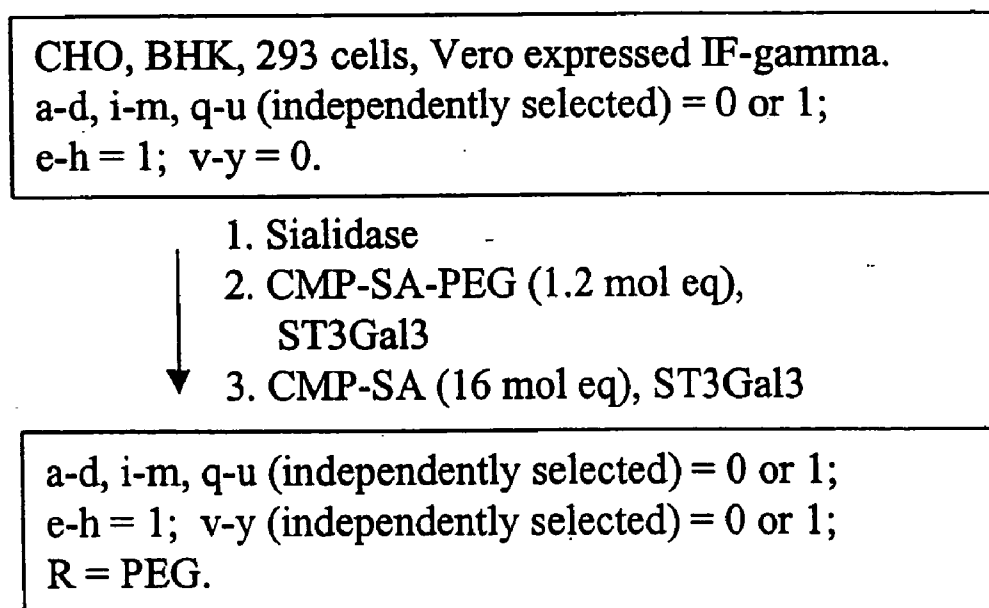 CHO, BHK, 293 cells, Vero expressed IF-gamma.
a-d, i-m, q-u (independently selected) = 0 or 1;
e-h = 1; v-y = 0.
1. Sialidase
2. CMP-SA-PEG (1.2 mol eq),
ST3Gal3
3. CMP-SA (16 mol eq), ST3Gal3
a-d, i-m, q-u (independently selected) = 0 or 1;
e-h = 1; v-y (independently selected) = 0 or 1;
R = PEG.